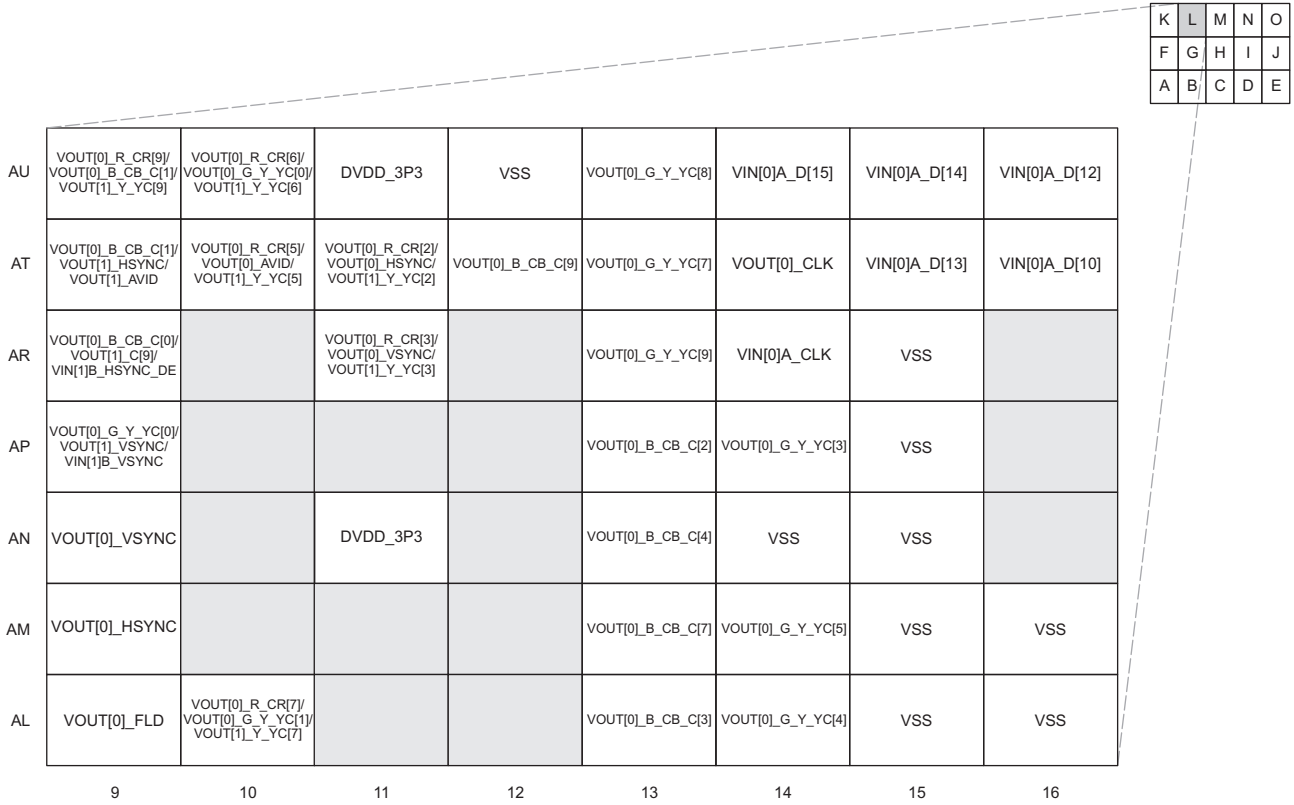 K L M N O
F G H I J
A B C D E
AU
VOUT[0]_R_CR[9]/
VOUT[0]_B_CB_C[1]/
VOUT[1]_Y_YC[9]
VOUT[0]_R_CR[6]/
VOUT[0]_G_Y_YC[0]/
VOUT[1]_Y_YC[6]
DVDD_3P3
VSS
VOUT[0]_G_Y_YC[8]
VIN[0]A_D[15]
VIN[0]A_D[14]
VIN[0]A_D[12]
AT
VOUT[0]_B_CB_C[1]/
VOUT[1]_HSYNC/
VOUT[1]_AVID
VOUT[0]_R_CR[5]/
VOUT[0]_AVID/
VOUT[1]_Y_YC[5]
VOUT[0]_R_CR[2]/
VOUT[0]_HSYNC/
VOUT[1]_Y_YC[2]
VOUT[0]_B_CB_C[9]
VOUT[0]_G_Y_YC[7]
VOUT[0]_CLK
VIN[0]A_D[13]
VIN[0]A_D[10]
AR
VOUT[0]_B_CB_C[0]/
VOUT[1]_C[9]/
VIN[1]B_HSYNC_DE
VOUT[0]_R_CR[3]/
VOUT[0]_VSYNC/
VOUT[1]_Y_YC[3]
VOUT[0]_G_Y_YC[9]
VIN[0]A_CLK
VSS
AP
VOUT[0]_G_Y_YC[0]/
VOUT[1]_VSYNC/
VIN[1]B_VSYNC
VOUT[0]_B_CB_C[2]
VOUT[0]_G_Y_YC[3]
VSS
AN
VOUT[0]_VSYNC
DVDD_3P3
VOUT[0]_B_CB_C[4]
VSS
VSS
AM
VOUT[0]_HSYNC
VOUT[0]_B_CB_C[7]
VOUT[0]_G_Y_YC[5]
VSS
VSS
AL
VOUT[0]_FLD
VOUT[0]_R_CR[7]/
VOUT[0]_G_Y_YC[1]/
VOUT[1]_Y_YC[7]
VOUT[0]_B_CB_C[3]
VOUT[0]_G_Y_YC[4]
VSS
VSS
9 10 11 12 13 14 15 16